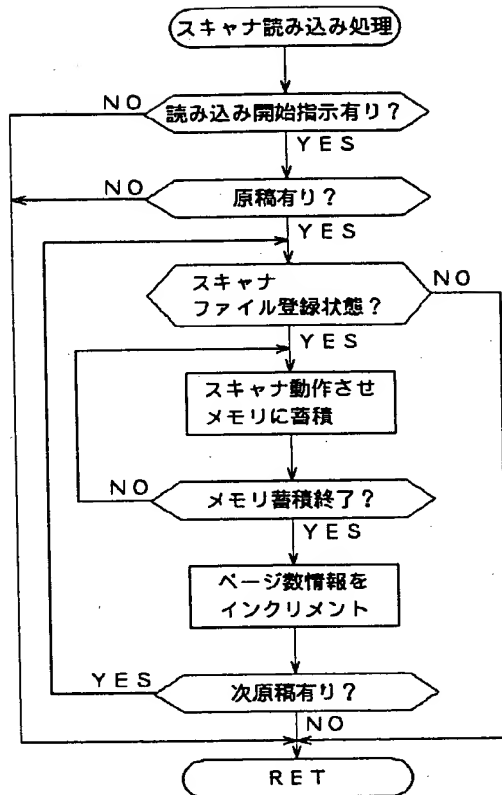 スキャナ読み込み処理
NO
読み込み開始指示有り？
YES
NO
原稿有り？
YES
スキャナ
ファイル登録状態？
NO
YES
スキャナ動作させ
メモリに蓄積
NO
メモリ蓄積終了？
YES
ページ数情報を
インクリメント
YES
次原稿有り？
NO
RET